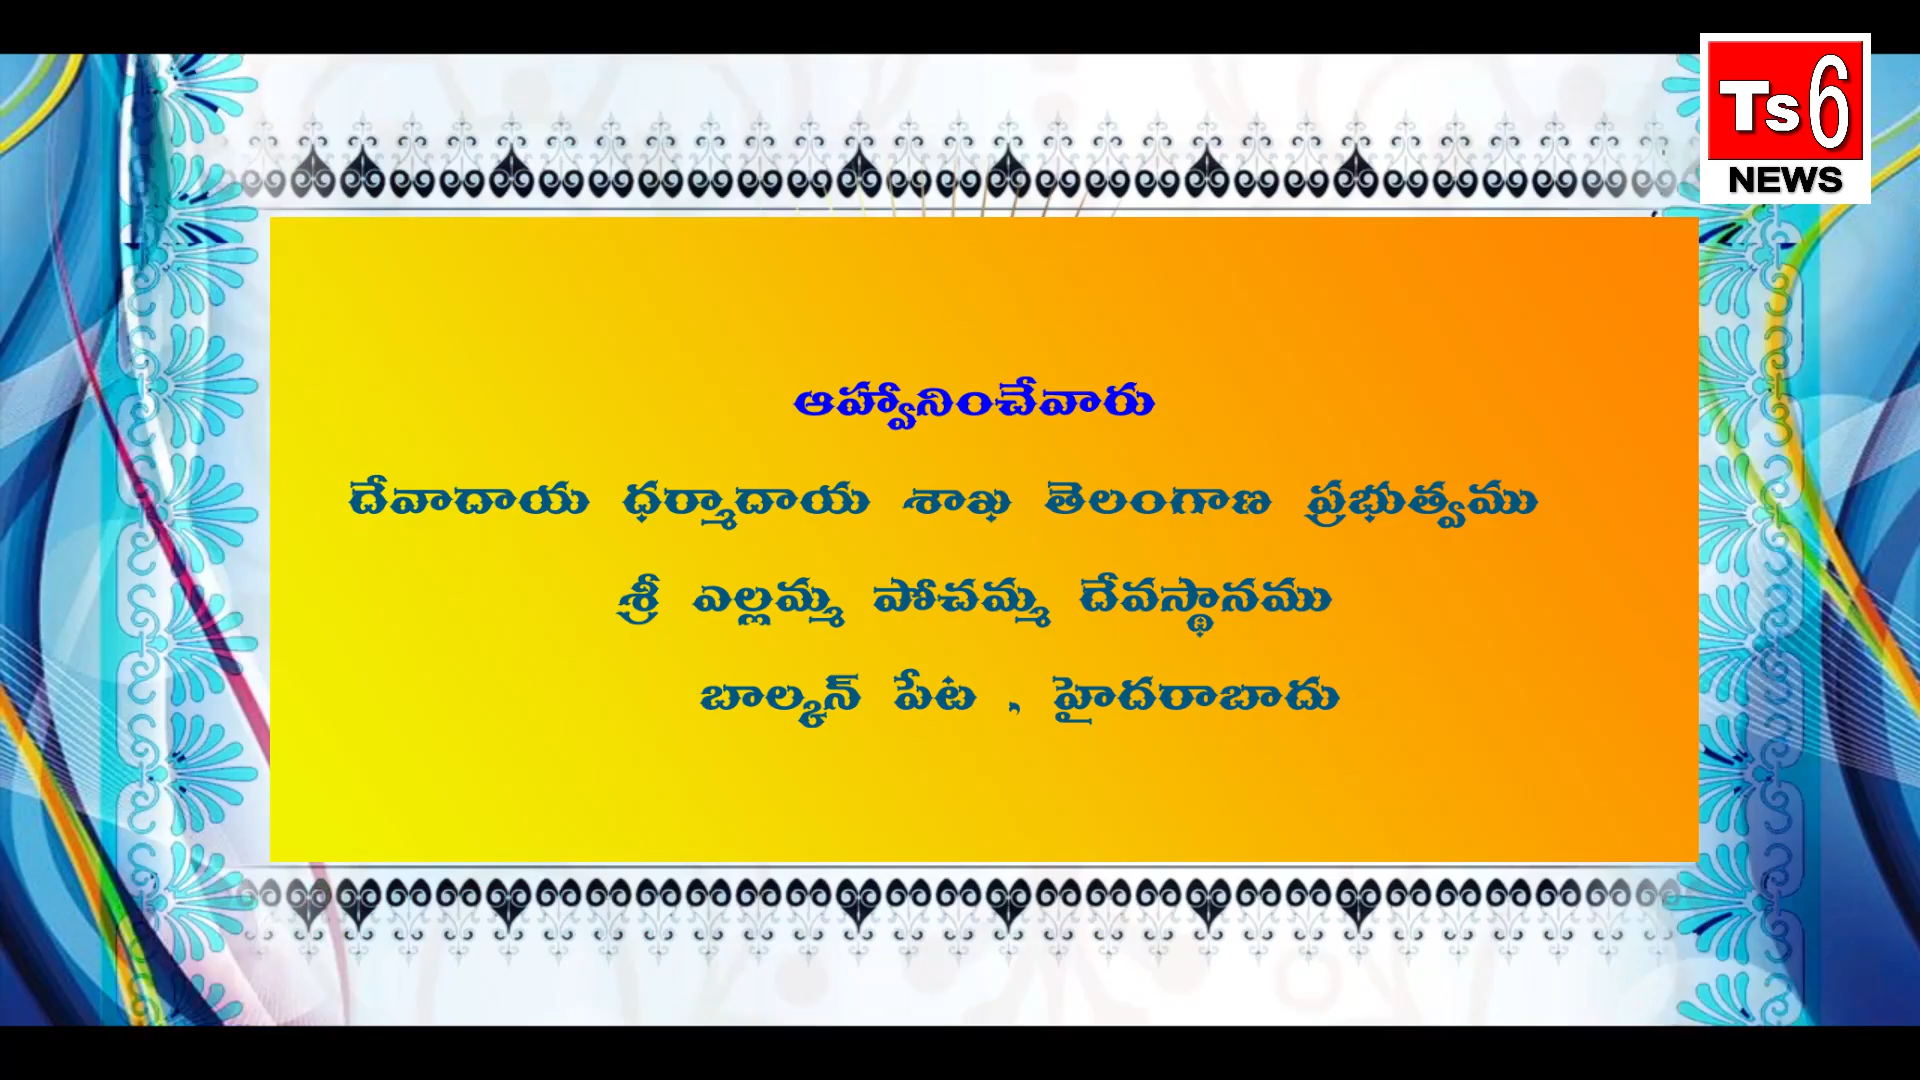 Ts6
NEWS
ఆహ్వానించేవారు
దేవాదాయ ధర్మాదాయ శాఖ తెలంగాణ ప్రభుత్వము
శ్రీ ఎల్లమ్మ పోచమ్మ దేవస్థానము
బాల్కన్ పేట , హైదరాబాదు